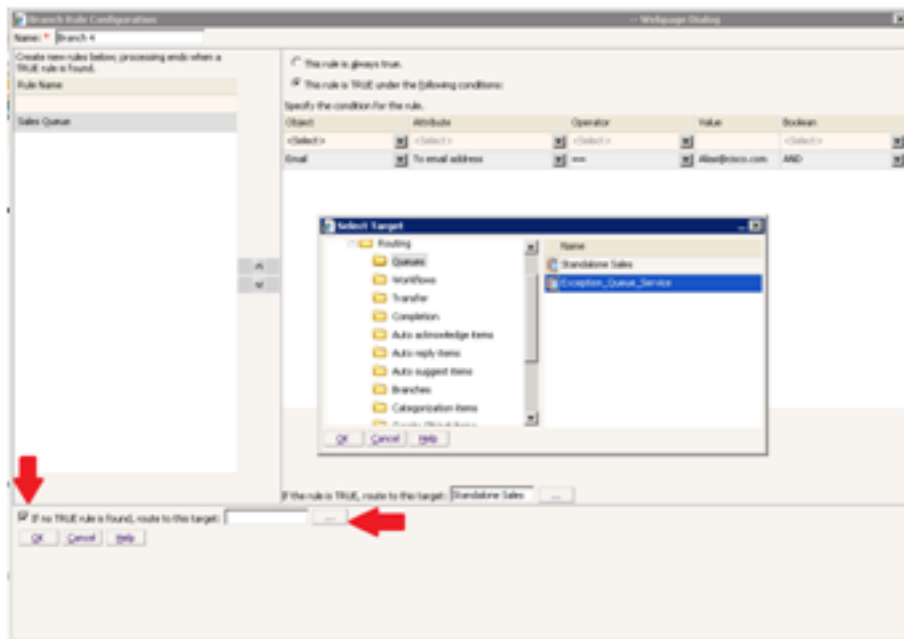 Branch Rule Configuration -- Webpage Dialog
Name: * Branch 4
Create new rules below; processing ends when a
TRUE rule is found.
Rule Name
Sales Queue
This rule is always true.
This rule is TRUE under the following conditions:
Specify the condition for the rule.
Object Attribute Operator Value Boolean
<Select> <Select> <Select> <Select>
Email To email address == Alias@cisco.com AND
Select Target
Routing
Queues
Workflows
Transfer
Completion
Auto acknowledge items
Auto reply items
Auto suggest items
Branches
Categorization items
Name
Standalone Sales
Exception_Queue_Service
OK Cancel Help
If the rule is TRUE, route to this target: Standalone Sales ...
If no TRUE rule is found, route to this target: ...
OK Cancel Help